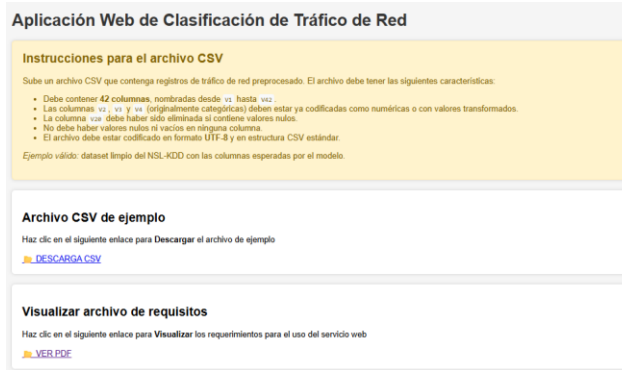 Aplicación Web de Clasificación de Tráfico de Red
Instrucciones para el archivo CSV
Sube un archivo CSV que contenga registros de tráfico de red preprocesado. El archivo debe tener las siguientes características:
Debe contener 42 columnas, nombradas desde V1 hasta V42.
Las columnas V2, V3 y V4 (originalmente categóricas) deben estar ya codificadas como numéricas o con valores transformados.
La columna V20 debe haber sido eliminada si contiene valores nulos.
No debe haber valores nulos ni vacíos en ninguna columna.
El archivo debe estar codificado en formato UTF-8 y en estructura CSV estándar.
Ejemplo válido: dataset limpio del NSL-KDD con las columnas esperadas por el modelo.
Archivo CSV de ejemplo
Haz clic en el siguiente enlace para Descargar el archivo de ejemplo
DESCARGA CSV
Visualizar archivo de requisitos
Haz clic en el siguiente enlace para Visualizar los requerimientos para el uso del servicio web
VER PDF